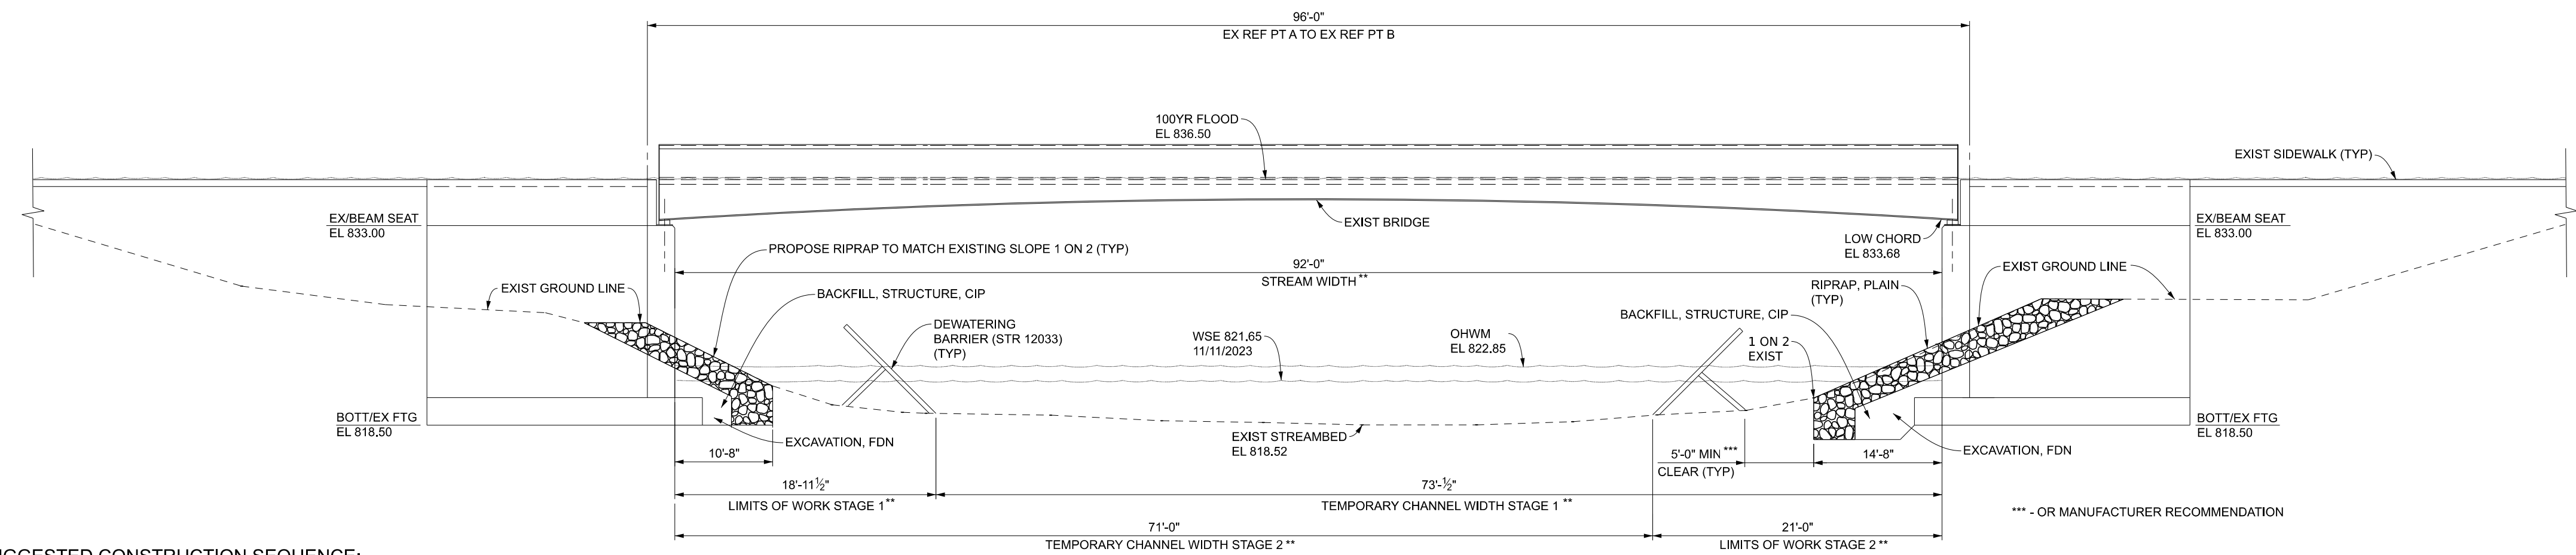 96'-0"
EX REF PT A TO EX REF PT B
100YR FLOOD
EL 836.50
EXIST SIDEWALK (TYP)
EX/BEAM SEAT
EL 833.00
EXIST BRIDGE
EX/BEAM SEAT
EL 833.00
LOW CHORD
EL 833.68
PROPOSE RIPRAP TO MATCH EXISTING SLOPE 1 ON 2 (TYP)
92'-0"
STREAM WIDTH **
EXIST GROUND LINE
EXIST GROUND LINE
BACKFILL, STRUCTURE, CIP
RIPRAP, PLAIN
(TYP)
DEWATERING
BARRIER (STR 12033)
(TYP)
WSE 821.65
11/11/2023
OHWM
EL 822.85
BACKFILL, STRUCTURE, CIP
1 ON 2
EXIST
BOTT/EX FTG
EL 818.50
EXCAVATION, FDN
EXIST STREAMBED
EL 818.52
BOTT/EX FTG
EL 818.50
EXCAVATION, FDN
10'-8"
5'-0" MIN ***
CLEAR (TYP)
14'-8"
18'-11½"
LIMITS OF WORK STAGE 1 **
73'-½"
TEMPORARY CHANNEL WIDTH STAGE 1 **
*** - OR MANUFACTURER RECOMMENDATION
71'-0"
TEMPORARY CHANNEL WIDTH STAGE 2 **
21'-0"
LIMITS OF WORK STAGE 2 **